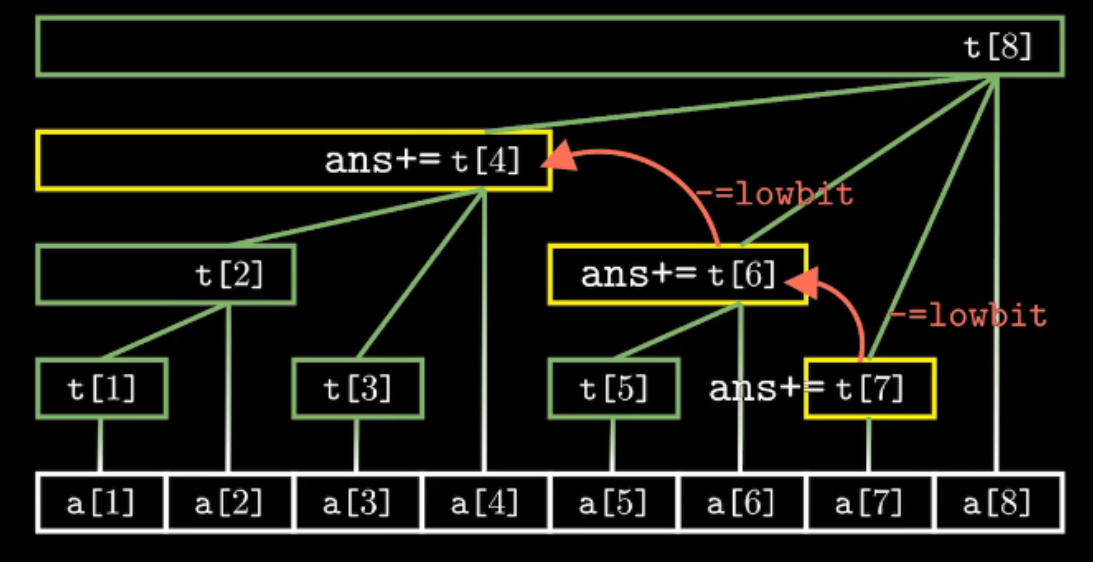 t[8]
ans+= t[4]
-=lowbit
t[2]
ans+= t[6]
-=lowbit
t[1]
t[3]
t[5]
ans+= t[7]
a[1] a[2] a[3] a[4] a[5] a[6] a[7] a[8]